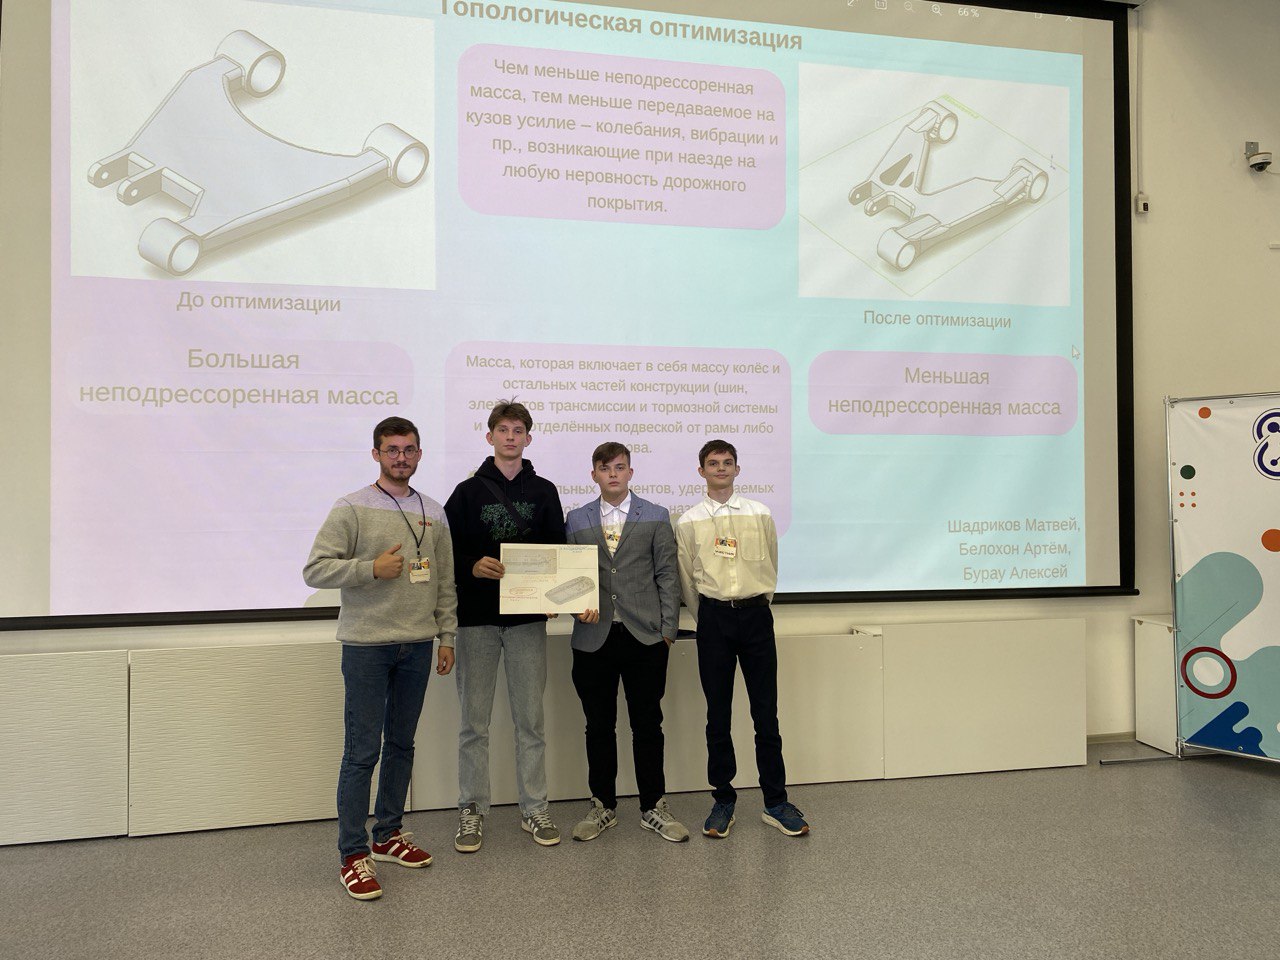 Топологическая оптимизация
66 %
Чем меньше неподрессоренная
масса, тем меньше передаваемое на
кузов усилие – колебания, вибрации и
пр., возникающие при наезде на
любую неровность дорожного
покрытия.
До оптимизации
После оптимизации
Большая
неподрессоренная масса
Масса, которая включает в себя массу колёс и
остальных частей конструкции (шин,
трансмиссии и тормозной системы
и отделённых подвеской от рамы либо
Меньшая
неподрессоренная масса
Шадриков Матвей,
Белохон Артём,
Бурау Алексей